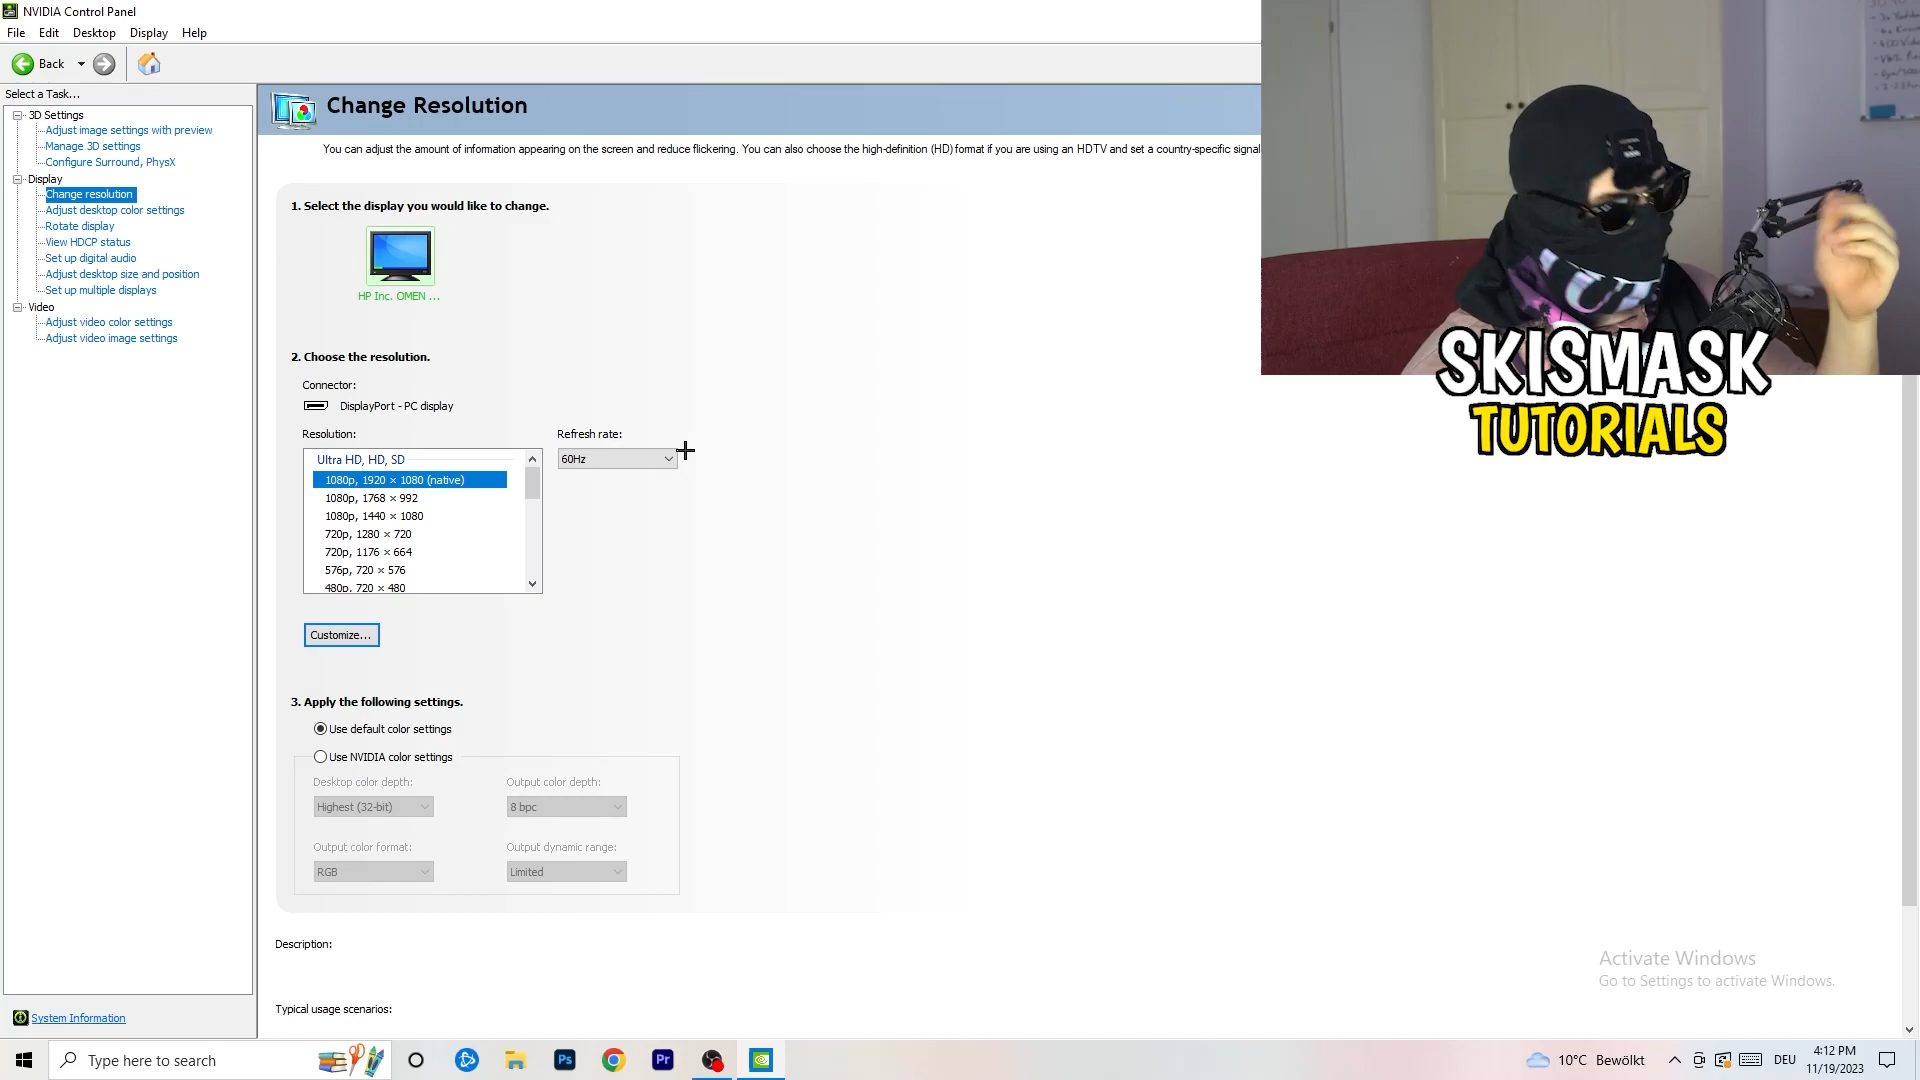 NVIDIA Control Panel
File Edit Desktop Display Help
Back
Select a Task...
3D Settings
Adjust image settings with preview
Manage 3D settings
Configure Surround, PhysX
Display
Change resolution
Adjust desktop color settings
Rotate display
View HDCP status
Set up digital audio
Adjust desktop size and position
Set up multiple displays
Video
Adjust video color settings
Adjust video image settings
System Information
Change Resolution
You can adjust the amount of information appearing on the screen and reduce flickering. You can also choose the high-definition (HD) format if you are using an HDTV and set a country-specific signal
1. Select the display you would like to change.
HP Inc. OMEN ...
2. Choose the resolution.
Connector:
DisplayPort - PC display
Resolution:
Refresh rate:
Ultra HD, HD, SD
60Hz
1080p, 1920 × 1080 (native)
1080p, 1768 × 992
1080p, 1440 × 1080
720p, 1280 × 720
720p, 1176 × 664
576p, 720 × 576
480p, 720 × 480
Customize...
3. Apply the following settings.
Use default color settings
Use NVIDIA color settings
Desktop color depth:
Output color depth:
Highest (32-bit)
8 bpc
Output color format:
Output dynamic range:
RGB
Limited
Description:
Typical usage scenarios:
SKISMASK
TUTORIALS
Activate Windows
Go to Settings to activate Windows.
Type here to search
Ps
Pr
10°C Bewölkt
DEU
4:12 PM
11/19/2023